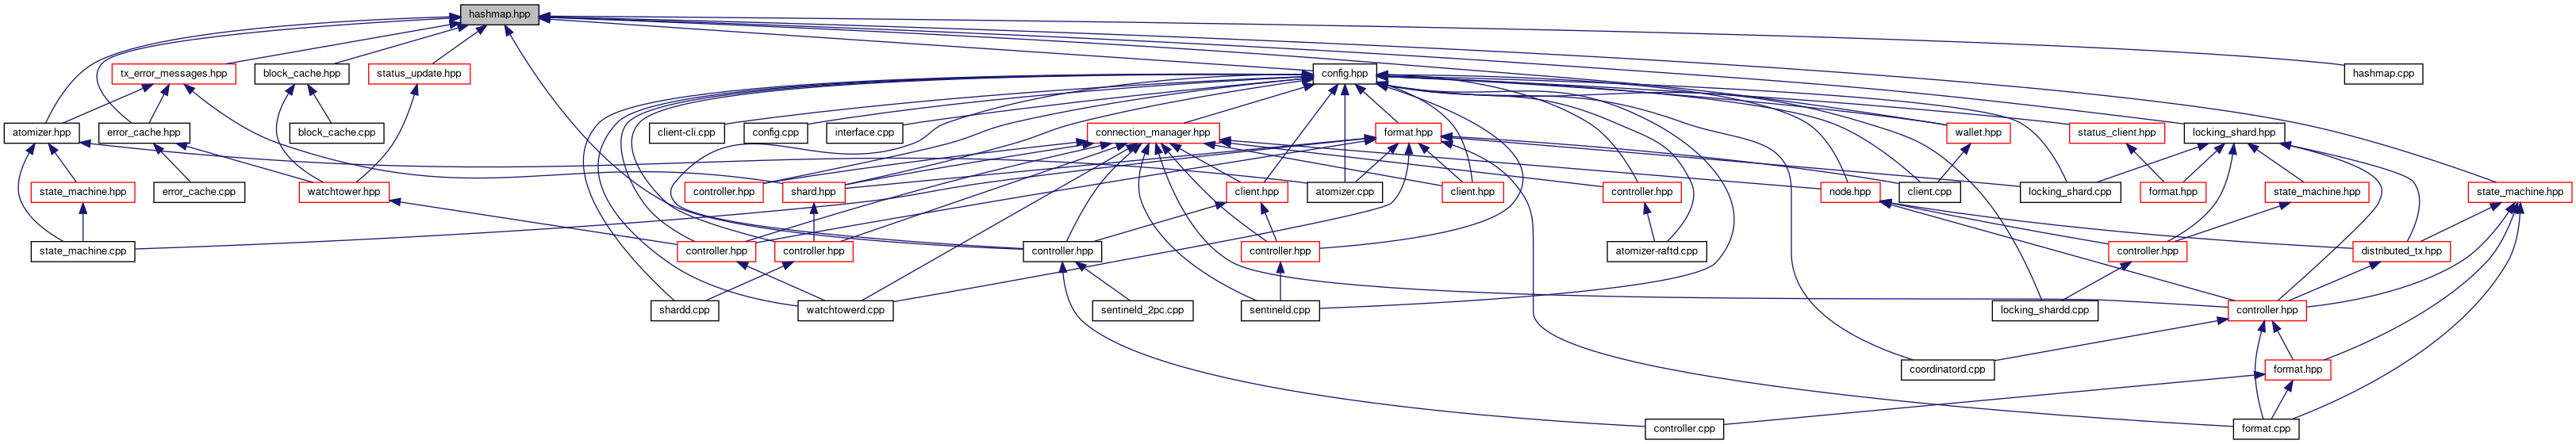 hashmap.hpp
tx_error_messages.hpp
block_cache.hpp
status_update.hpp
config.hpp
hashmap.cpp
atomizer.hpp
error_cache.hpp
block_cache.cpp
client-cli.cpp
config.cpp
interface.cpp
connection_manager.hpp
format.hpp
wallet.hpp
status_client.hpp
locking_shard.hpp
state_machine.hpp
error_cache.cpp
watchtower.hpp
controller.hpp
shard.hpp
client.hpp
atomizer.cpp
client.hpp
controller.hpp
node.hpp
client.cpp
locking_shard.cpp
format.hpp
state_machine.hpp
state_machine.hpp
state_machine.cpp
controller.hpp
controller.hpp
controller.hpp
controller.hpp
atomizer-raftd.cpp
controller.hpp
distributed_tx.hpp
shardd.cpp
watchtowerd.cpp
sentineld_2pc.cpp
sentineld.cpp
locking_shardd.cpp
controller.hpp
coordinatord.cpp
format.hpp
controller.cpp
format.cpp